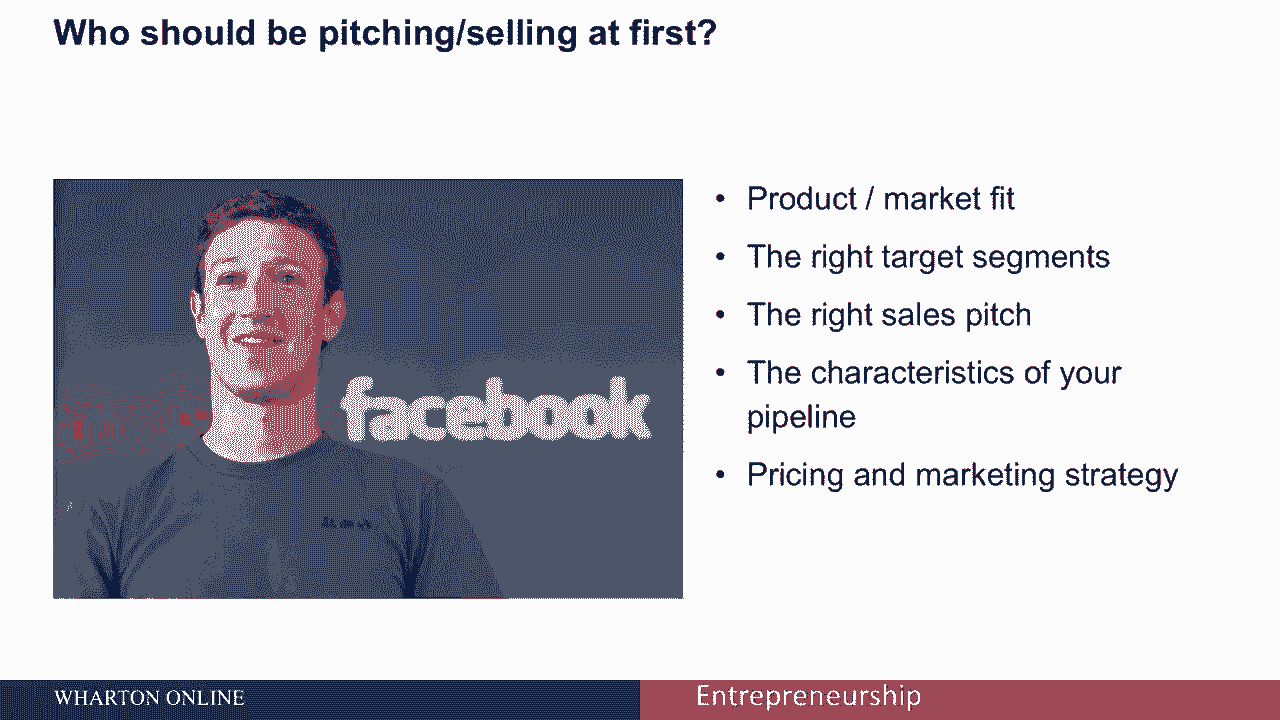 Who should be pitching/selling at first?
facebook
• Product / market fit
• The right target segments
• The right sales pitch
• The characteristics of your
pipeline
• Pricing and marketing strategy
WHARTON ONLINE
Entrepreneurship